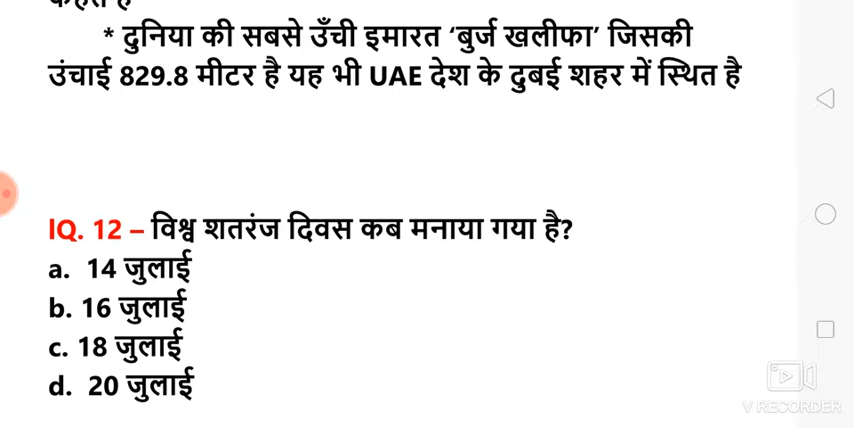 * दुनिया की सबसे उँची इमारत ‘बुर्ज खलीफा’ जिसकी
उंचाई 829.8 मीटर है यह भी UAE देश के दुबई शहर में स्थित है
IQ. 12 – विश्व शतरंज दिवस कब मनाया गया है?
a. 14 जुलाई
b. 16 जुलाई
c. 18 जुलाई
d. 20 जुलाई
V RECORDER